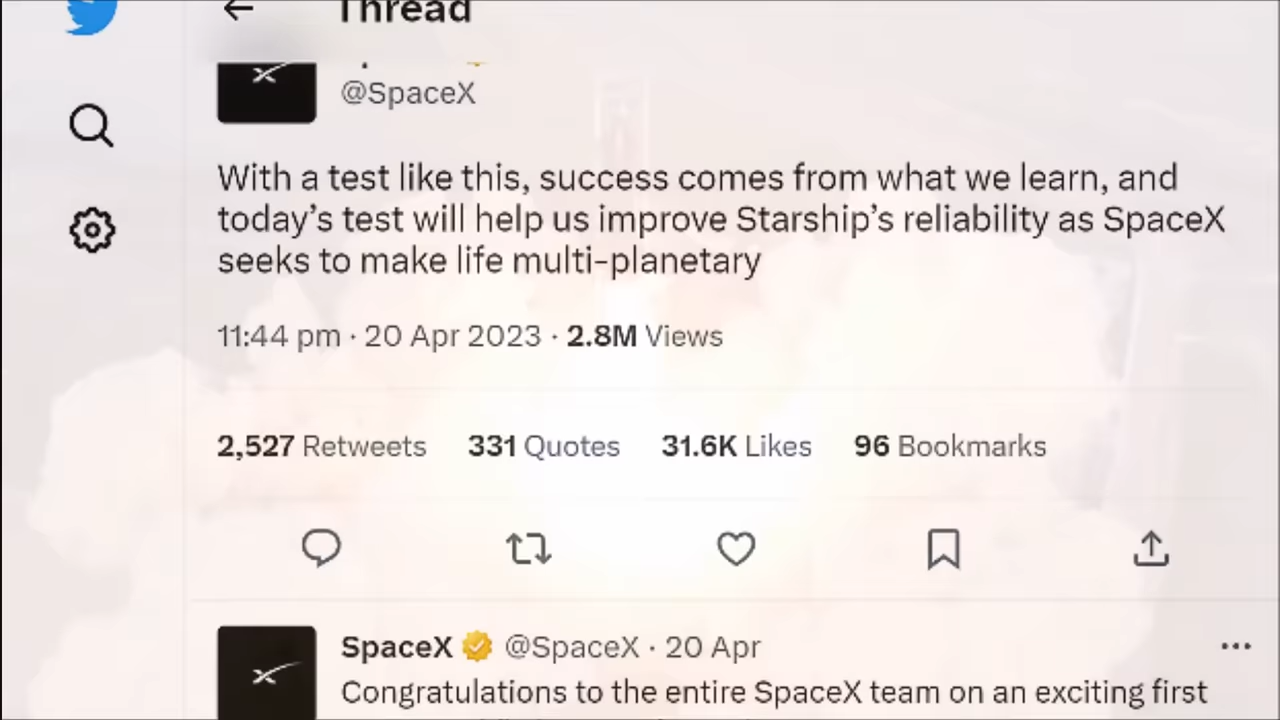 Thread
@SpaceX
With a test like this, success comes from what we learn, and
today’s test will help us improve Starship’s reliability as SpaceX
seeks to make life multi-planetary
11:44 pm · 20 Apr 2023 · 2.8M Views
2,527 Retweets 331 Quotes 31.6K Likes 96 Bookmarks
SpaceX @SpaceX · 20 Apr
Congratulations to the entire SpaceX team on an exciting first